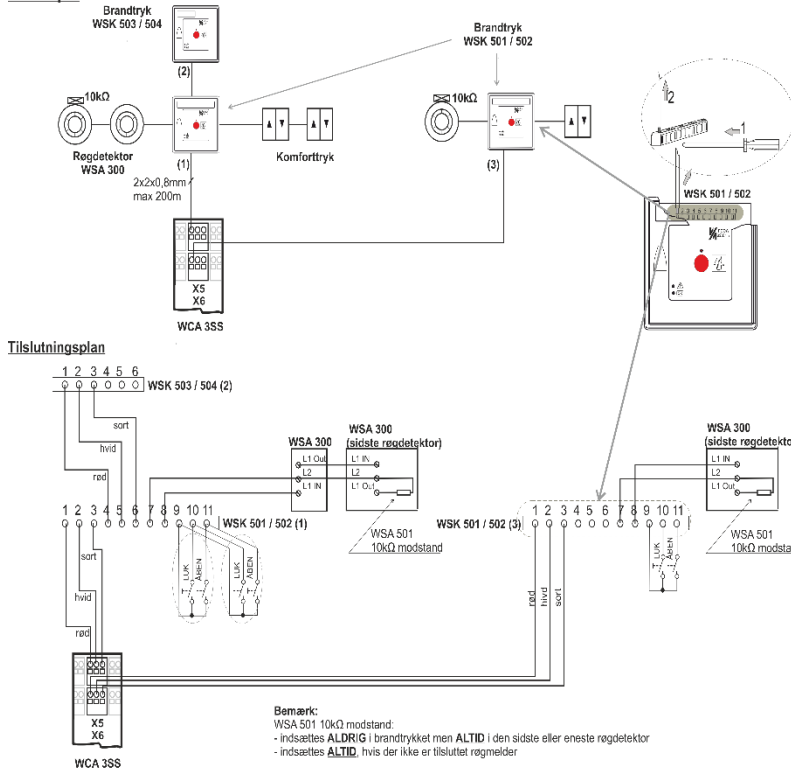 Brandtryk
WSK 503 / 504
(2)
Brandtryk
WSK 501 / 502
10kΩ
Røgdetektor
WSA 300
(1)
Komforttryk
2x2x0,8mm
max 200m
10kΩ
(3)
2
1
WSK 501 / 502
X5
X6
WCA 3SS
Tilslutningsplan
1 2 3 4 5 6
WSK 503 / 504 (2)
sort
hvid
rød
WSA 300
L1 Out
L2
L1 IN
WSA 300
(sidste røgdetektor)
L1 IN
L2
L1 Out
WSA 501
10kΩ modstand
1 2 3 4 5 6 7 8 9 10 11
WSK 501 / 502 (1)
sort
hvid
rød
LUK
ÅBEN
LUK
ÅBEN
WSK 501 / 502 (3)
1 2 3 4 5 6 7 8 9 10 11
WSA 300
(sidste røgdetekto
L1 IN
L2
L1 Out
WSA 501
10kΩ modsta
rød
hivd
sort
LUK
ÅBEN
X5
X6
WCA 3SS
Bemærk:
WSA 501 10kΩ modstand:
- indsættes ALDRIG i brandtrykket men ALTID i den sidste eller eneste røgdetektor
- indsættes ALTID, hvis der ikke er tilsluttet røgmelder